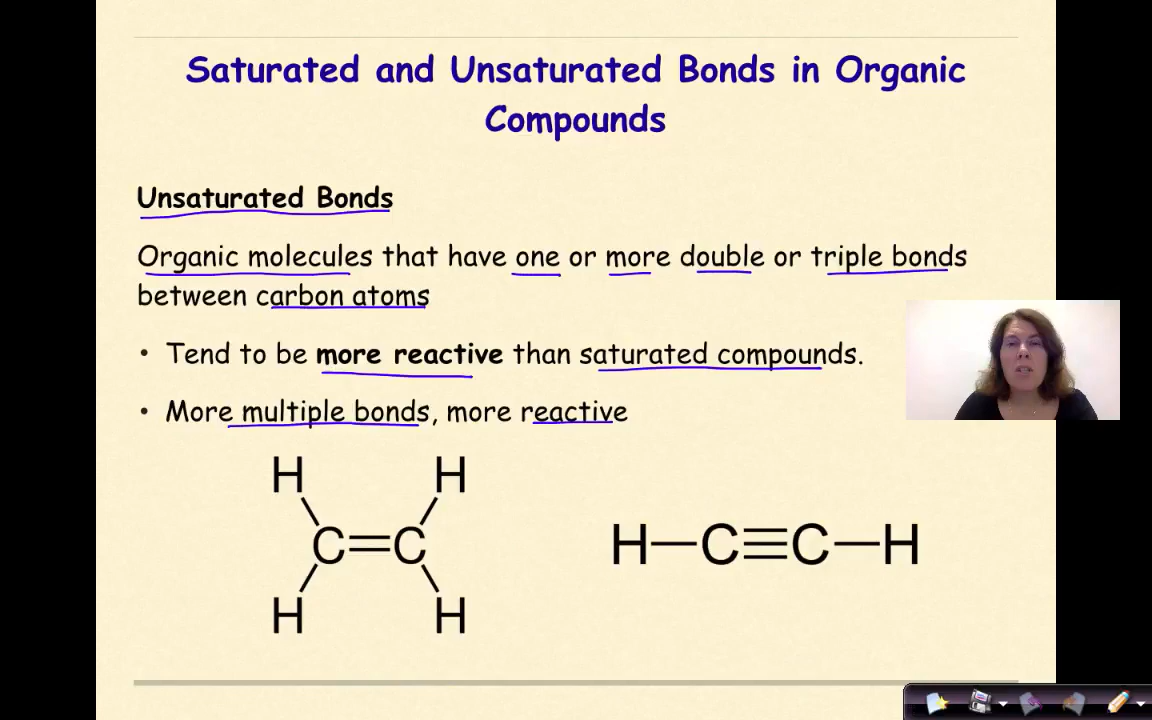 Saturated and Unsaturated Bonds in Organic
Compounds
Unsaturated Bonds
Organic molecules that have one or more double or triple bonds
between carbon atoms
• Tend to be more reactive than saturated compounds.
• More multiple bonds, more reactive
H H
C=C
H H
H—C≡C—H